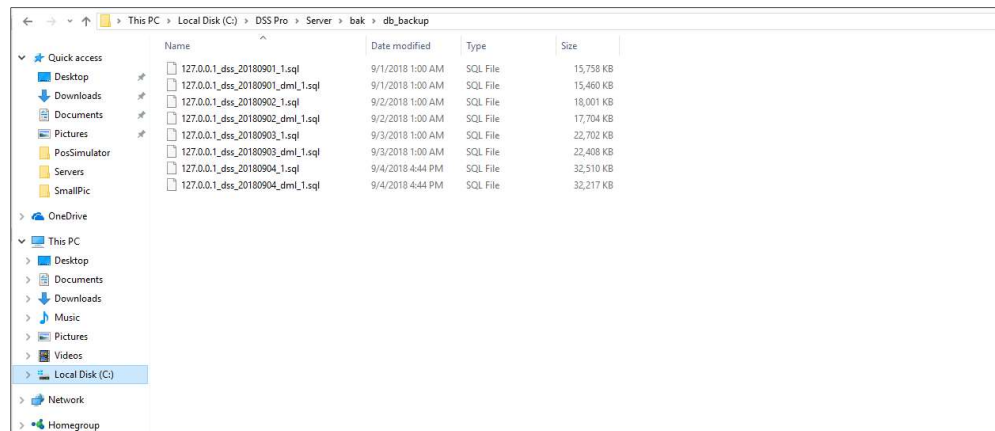 This PC > Local Disk (C:) > DSS Pro > Server > bak > db_backup
Name Date modified Type Size
127.0.0.1_dss_20180901_1.sql 9/1/2018 1:00 AM SQL File 15,758 KB
127.0.0.1_dss_20180901_dml_1.sql 9/1/2018 1:00 AM SQL File 15,460 KB
127.0.0.1_dss_20180902_1.sql 9/2/2018 1:00 AM SQL File 18,001 KB
127.0.0.1_dss_20180902_dml_1.sql 9/2/2018 1:00 AM SQL File 17,704 KB
127.0.0.1_dss_20180903_1.sql 9/3/2018 1:00 AM SQL File 22,702 KB
127.0.0.1_dss_20180903_dml_1.sql 9/3/2018 1:00 AM SQL File 22,408 KB
127.0.0.1_dss_20180904_1.sql 9/4/2018 4:44 PM SQL File 32,510 KB
127.0.0.1_dss_20180904_dml_1.sql 9/4/2018 4:44 PM SQL File 32,217 KB
Quick access
Desktop
Downloads
Documents
Pictures
PosSimulator
Servers
SmallPic
OneDrive
This PC
Desktop
Documents
Downloads
Music
Pictures
Videos
Local Disk (C:)
Network
Homegroup